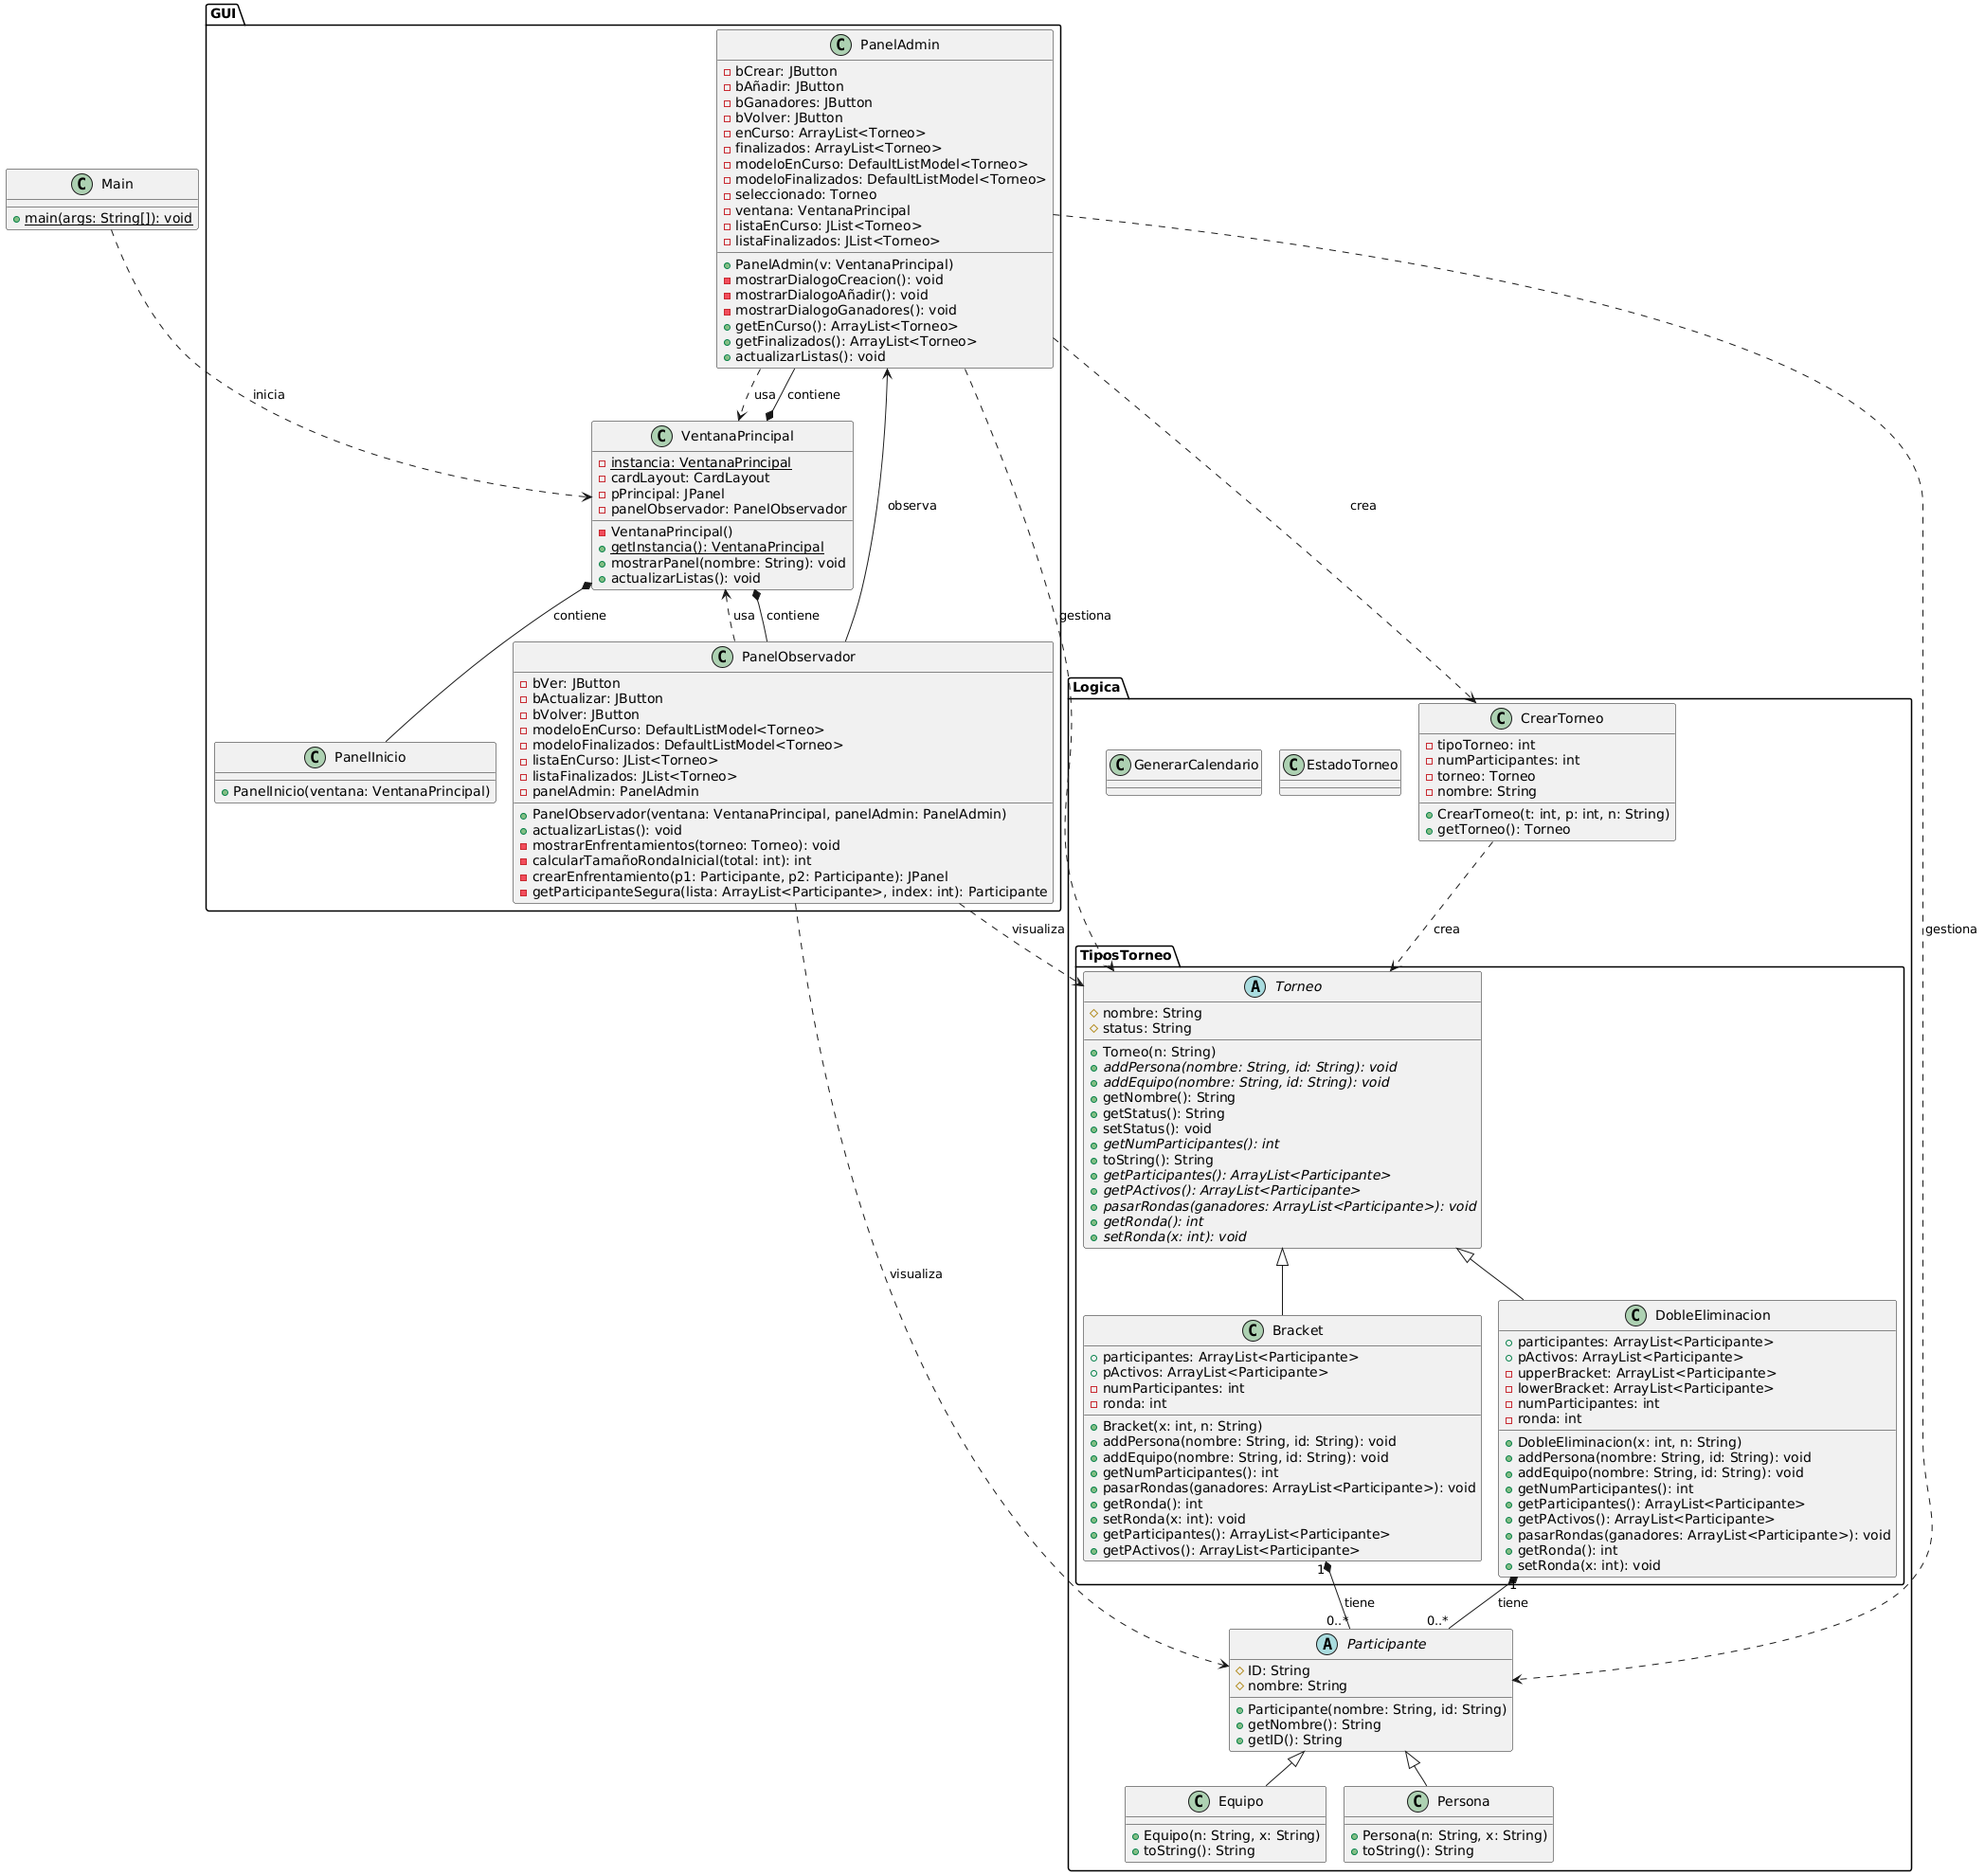 GUI
PanelAdmin
bCrear: JButton
bAñadir: JButton
bGanadores: JButton
bVolver: JButton
enCurso: ArrayList<Torneo>
finalizados: ArrayList<Torneo>
modeloEnCurso: DefaultListModel<Torneo>
modeloFinalizados: DefaultListModel<Torneo>
seleccionado: Torneo
ventana: VentanaPrincipal
listaEnCurso: JList<Torneo>
listaFinalizados: JList<Torneo>
PanelAdmin(v: VentanaPrincipal)
mostrarDialogoCreacion(): void
mostrarDialogoAñadir(): void
mostrarDialogoGanadores(): void
getEnCurso(): ArrayList<Torneo>
getFinalizados(): ArrayList<Torneo>
actualizarListas(): void
Main
main(args: String[]): void
inicia
usa
contiene
VentanaPrincipal
instancia: VentanaPrincipal
cardLayout: CardLayout
pPrincipal: JPanel
panelObservador: PanelObservador
VentanaPrincipal()
getInstancia(): VentanaPrincipal
mostrarPanel(nombre: String): void
actualizarListas(): void
observa
crea
contiene
usa
contiene
gestiona
PanelInicio
PanelInicio(ventana: VentanaPrincipal)
PanelObservador
bVer: JButton
bActualizar: JButton
bVolver: JButton
modeloEnCurso: DefaultListModel<Torneo>
modeloFinalizados: DefaultListModel<Torneo>
listaEnCurso: JList<Torneo>
listaFinalizados: JList<Torneo>
panelAdmin: PanelAdmin
PanelObservador(ventana: VentanaPrincipal, panelAdmin: PanelAdmin)
actualizarListas(): void
mostrarEnfrentamientos(torneo: Torneo): void
calcularTamañoRondaInicial(total: int): int
crearEnfrentamiento(p1: Participante, p2: Participante): JPanel
getParticipanteSegura(lista: ArrayList<Participante>, index: int): Participante
Logica
GenerarCalendario
EstadoTorneo
CrearTorneo
tipoTorneo: int
numParticipantes: int
torneo: Torneo
nombre: String
CrearTorneo(t: int, p: int, n: String)
getTorneo(): Torneo
visualiza
crea
gestiona
TiposTorneo
Torneo
nombre: String
status: String
Torneo(n: String)
addPersona(nombre: String, id: String): void
addEquipo(nombre: String, id: String): void
getNombre(): String
getStatus(): String
setStatus(): void
getNumParticipantes(): int
toString(): String
getParticipantes(): ArrayList<Participante>
getPActivos(): ArrayList<Participante>
pasarRondas(ganadores: ArrayList<Participante>): void
getRonda(): int
setRonda(x: int): void
visualiza
Bracket
participantes: ArrayList<Participante>
pActivos: ArrayList<Participante>
numParticipantes: int
ronda: int
Bracket(x: int, n: String)
addPersona(nombre: String, id: String): void
addEquipo(nombre: String, id: String): void
getNumParticipantes(): int
pasarRondas(ganadores: ArrayList<Participante>): void
getRonda(): int
setRonda(x: int): void
getParticipantes(): ArrayList<Participante>
getPActivos(): ArrayList<Participante>
DobleEliminacion
participantes: ArrayList<Participante>
pActivos: ArrayList<Participante>
upperBracket: ArrayList<Participante>
lowerBracket: ArrayList<Participante>
numParticipantes: int
ronda: int
DobleEliminacion(x: int, n: String)
addPersona(nombre: String, id: String): void
addEquipo(nombre: String, id: String): void
getNumParticipantes(): int
getParticipantes(): ArrayList<Participante>
getPActivos(): ArrayList<Participante>
pasarRondas(ganadores: ArrayList<Participante>): void
getRonda(): int
setRonda(x: int): void
1
1
tiene
tiene
0..*
0..*
Participante
ID: String
nombre: String
Participante(nombre: String, id: String)
getNombre(): String
getID(): String
Equipo
Equipo(n: String, x: String)
toString(): String
Persona
Persona(n: String, x: String)
toString(): String